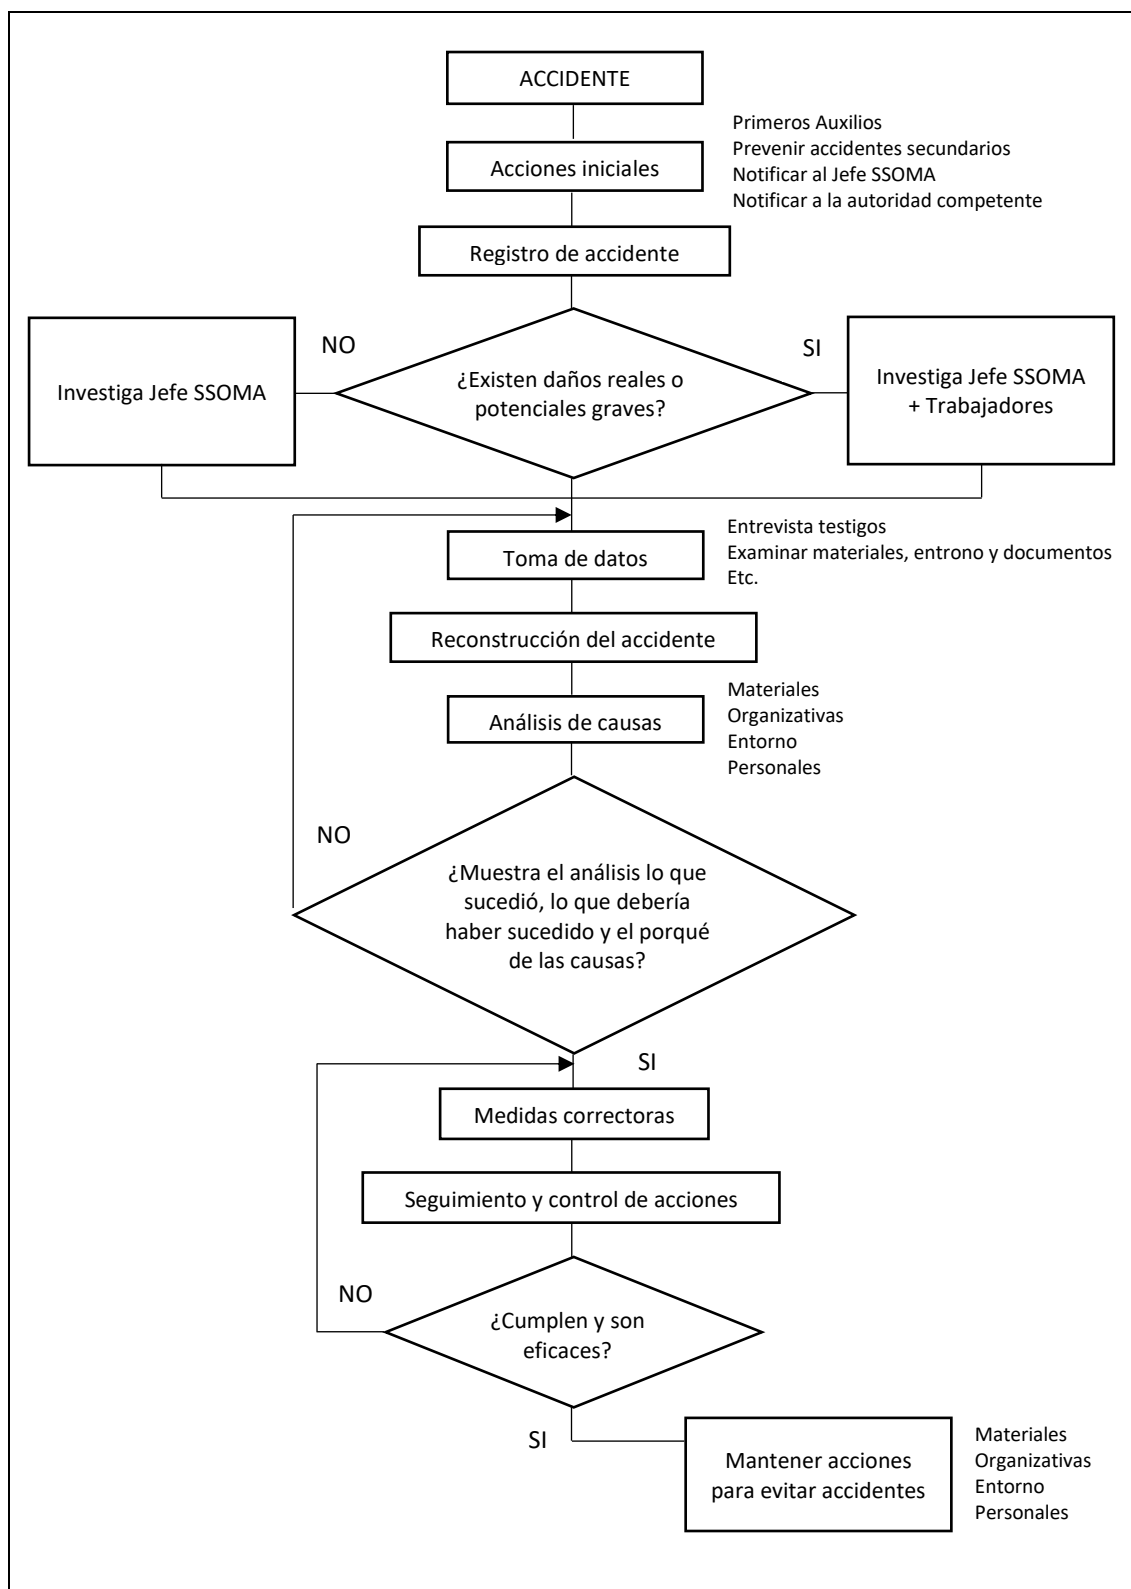 ACCIDENTE
Primeros Auxilios
Prevenir accidentes secundarios
Notificar al Jefe SSOMA
Notificar a la autoridad competente
Acciones iniciales
Registro de accidente
NO
SI
Investiga Jefe SSOMA
¿Existen daños reales o
potenciales graves?
Investiga Jefe SSOMA
+ Trabajadores
Toma de datos
Entrevista testigos
Examinar materiales, entrono y documentos
Etc.
Reconstrucción del accidente
Análisis de causas
Materiales
Organizativas
Entorno
Personales
NO
¿Muestra el análisis lo que
sucedió, lo que debería
haber sucedido y el porqué
de las causas?
SI
Medidas correctoras
Seguimiento y control de acciones
NO
¿Cumplen y son
eficaces?
SI
Mantener acciones
para evitar accidentes
Materiales
Organizativas
Entorno
Personales